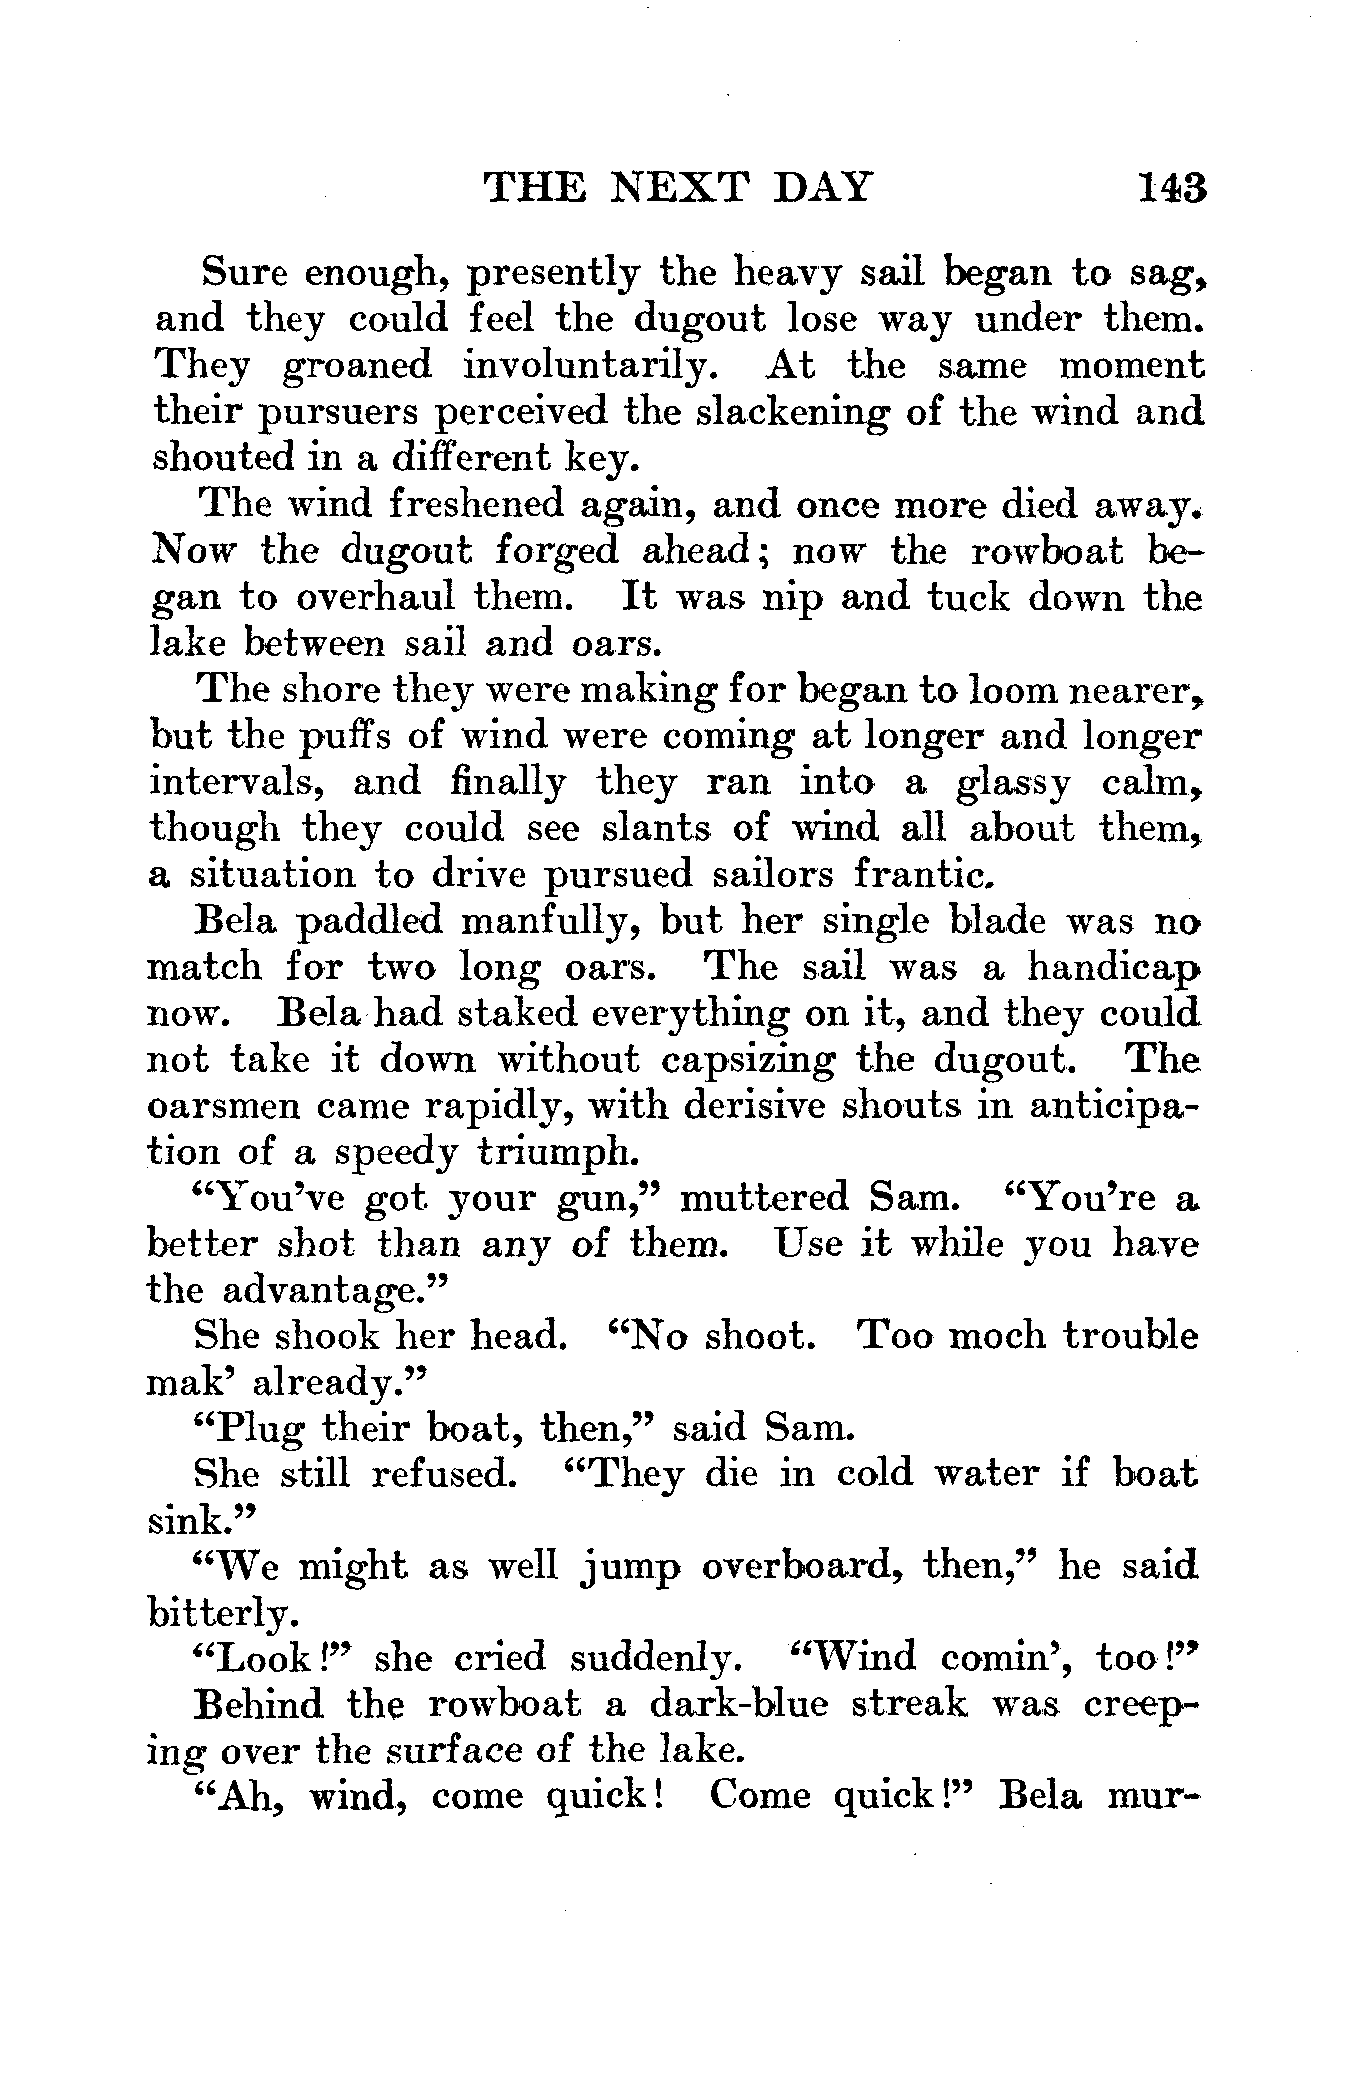 THE NEXT DAY 143
Sure enough, presently the heavy sail began to sag,
and they could feel the dugout lose way under them.
They groaned involuntarily. At the same moment
their pursuers perceived the slackening of the wind and
shouted in a different key.
The wind freshened again, and once more died away.
Now the dugout forged ahead; now the rowboat be-
gan to overhaul them. It was nip and tuck down the
lake between sail and oars.
The shore they were making for began to loom nearer,
but the puffs of wind were coming at longer and longer
intervals, and finally they ran into a glassy calm,
though they could see slants of wind all about them,
a situation to drive pursued sailors frantic.
Bela paddled manfully, but her single blade was no
match for two long oars. The sail was a handicap
now. Bela had staked everything on it, and they could
not take it down without capsizing the dugout. The
oarsmen came rapidly, with derisive shouts in anticipa-
tion of a speedy triumph.
“You’ve got your gun,” muttered Sam. “You’re a
better shot than any of them. Use it while you have
the advantage.”
She shook her head. “No shoot. Too moch trouble
mak’ already.”
“Plug their boat, then,” said Sam.
She still refused. “They die in cold water if boat
sink.”
“We might as well jump overboard, then,” he said
bitterly.
“Look!” she cried suddenly. “Wind comin’, too!”
Behind the rowboat a dark-blue streak was creep-
ing over the surface of the lake.
“Ah, wind, come quick! Come quick!” Bela mur-